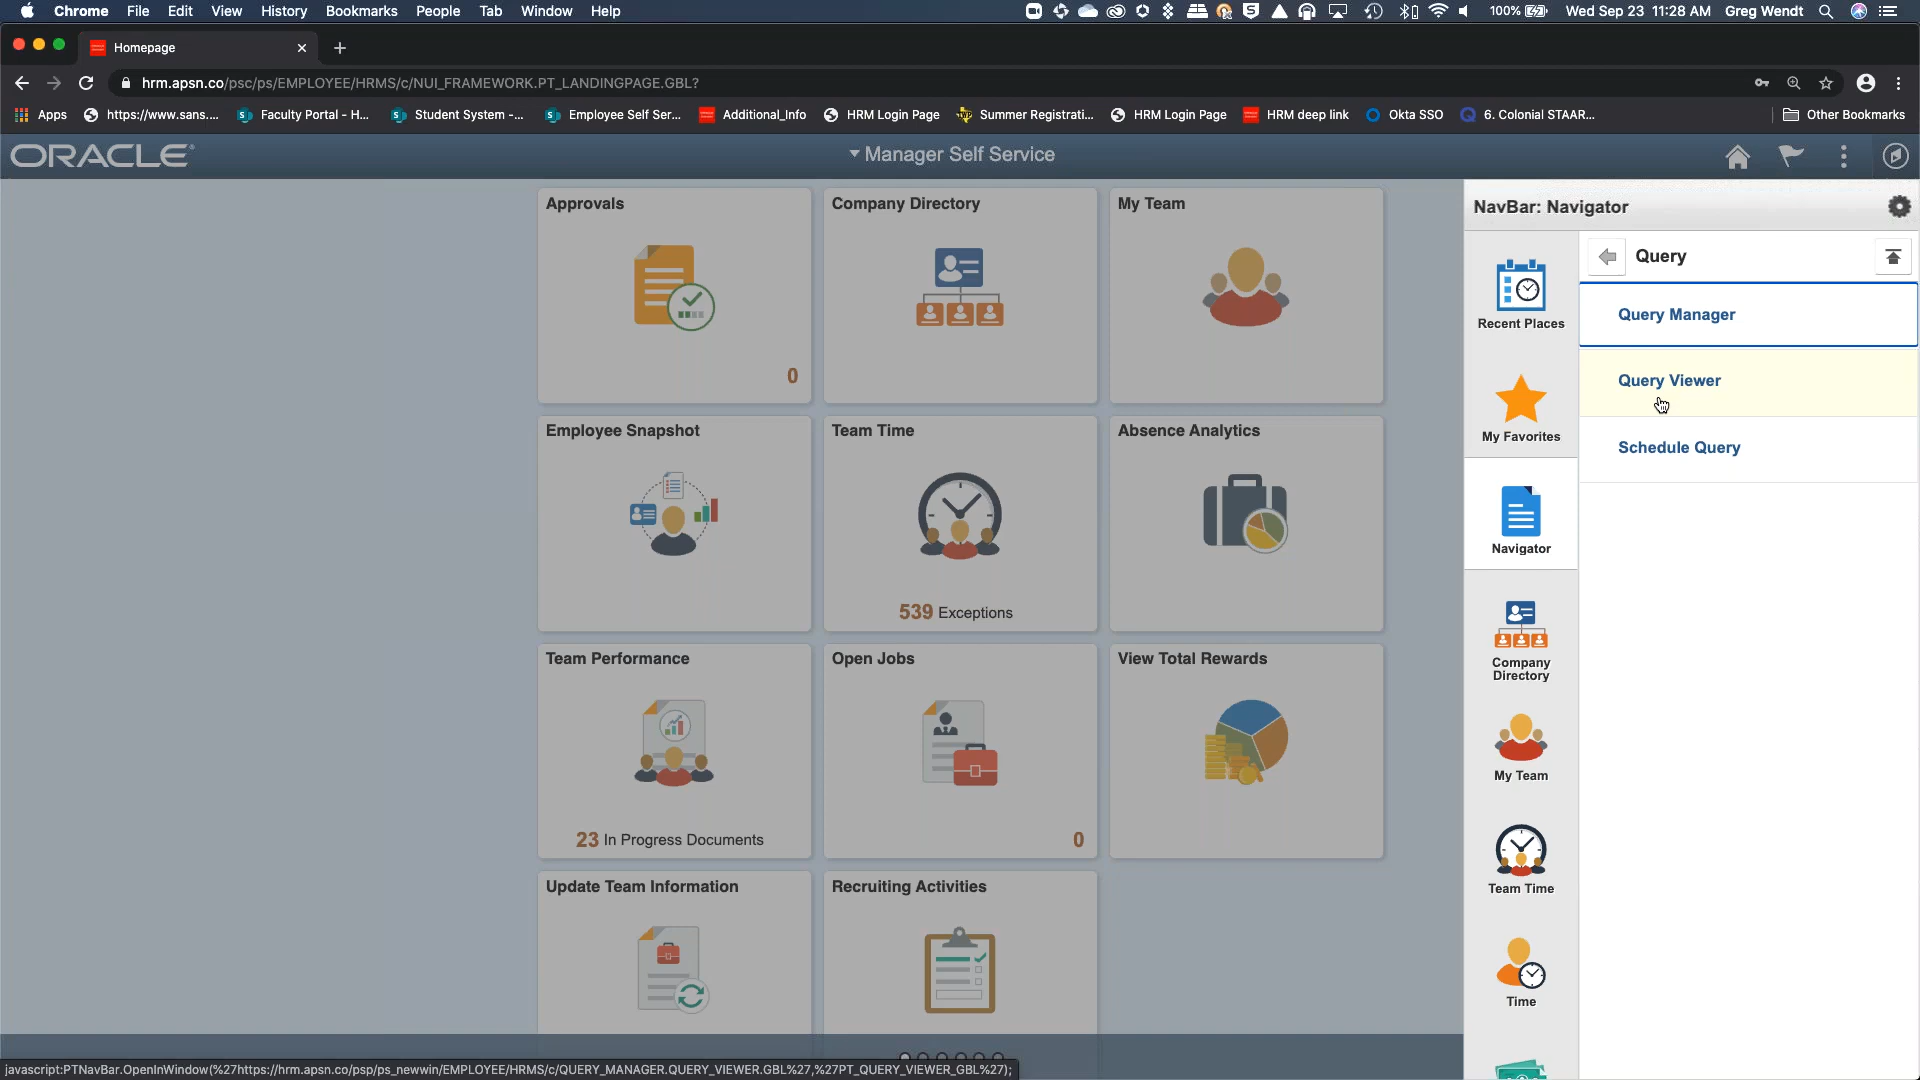 Chrome File Edit View History Bookmarks People Tab Window Help 100% Wed Sep 23 11:28 AM Greg Wendt
Homepage
hrm.apsn.co/psc/ps/EMPLOYEE/HRMS/c/NUI_FRAMEWORK.PT_LANDINGPAGE.GBL?
Apps https://www.sans.... Faculty Portal - H... Student System -... Employee Self Ser... Additional_Info HRM Login Page Summer Registrati... HRM Login Page HRM deep link Okta SSO 6. Colonial STAAR... Other Bookmarks
ORACLE Manager Self Service
NavBar: Navigator
Approvals
0
Company Directory
My Team
Employee Snapshot
Team Time
539 Exceptions
Absence Analytics
Team Performance
23 In Progress Documents
Open Jobs
0
View Total Rewards
Update Team Information
Recruiting Activities
Recent Places
My Favorites
Navigator
Company
Directory
My Team
Team Time
Time
Query
Query Manager
Query Viewer
Schedule Query
javascript:PTNavBar.OpenInWindow(%27https://hrm.apsn.co/psp/ps_newwin/EMPLOYEE/HRMS/c/QUERY_MANAGER.QUERY_VIEWER.GBL%27,%27PT_QUERY_VIEWER_GBL%27);